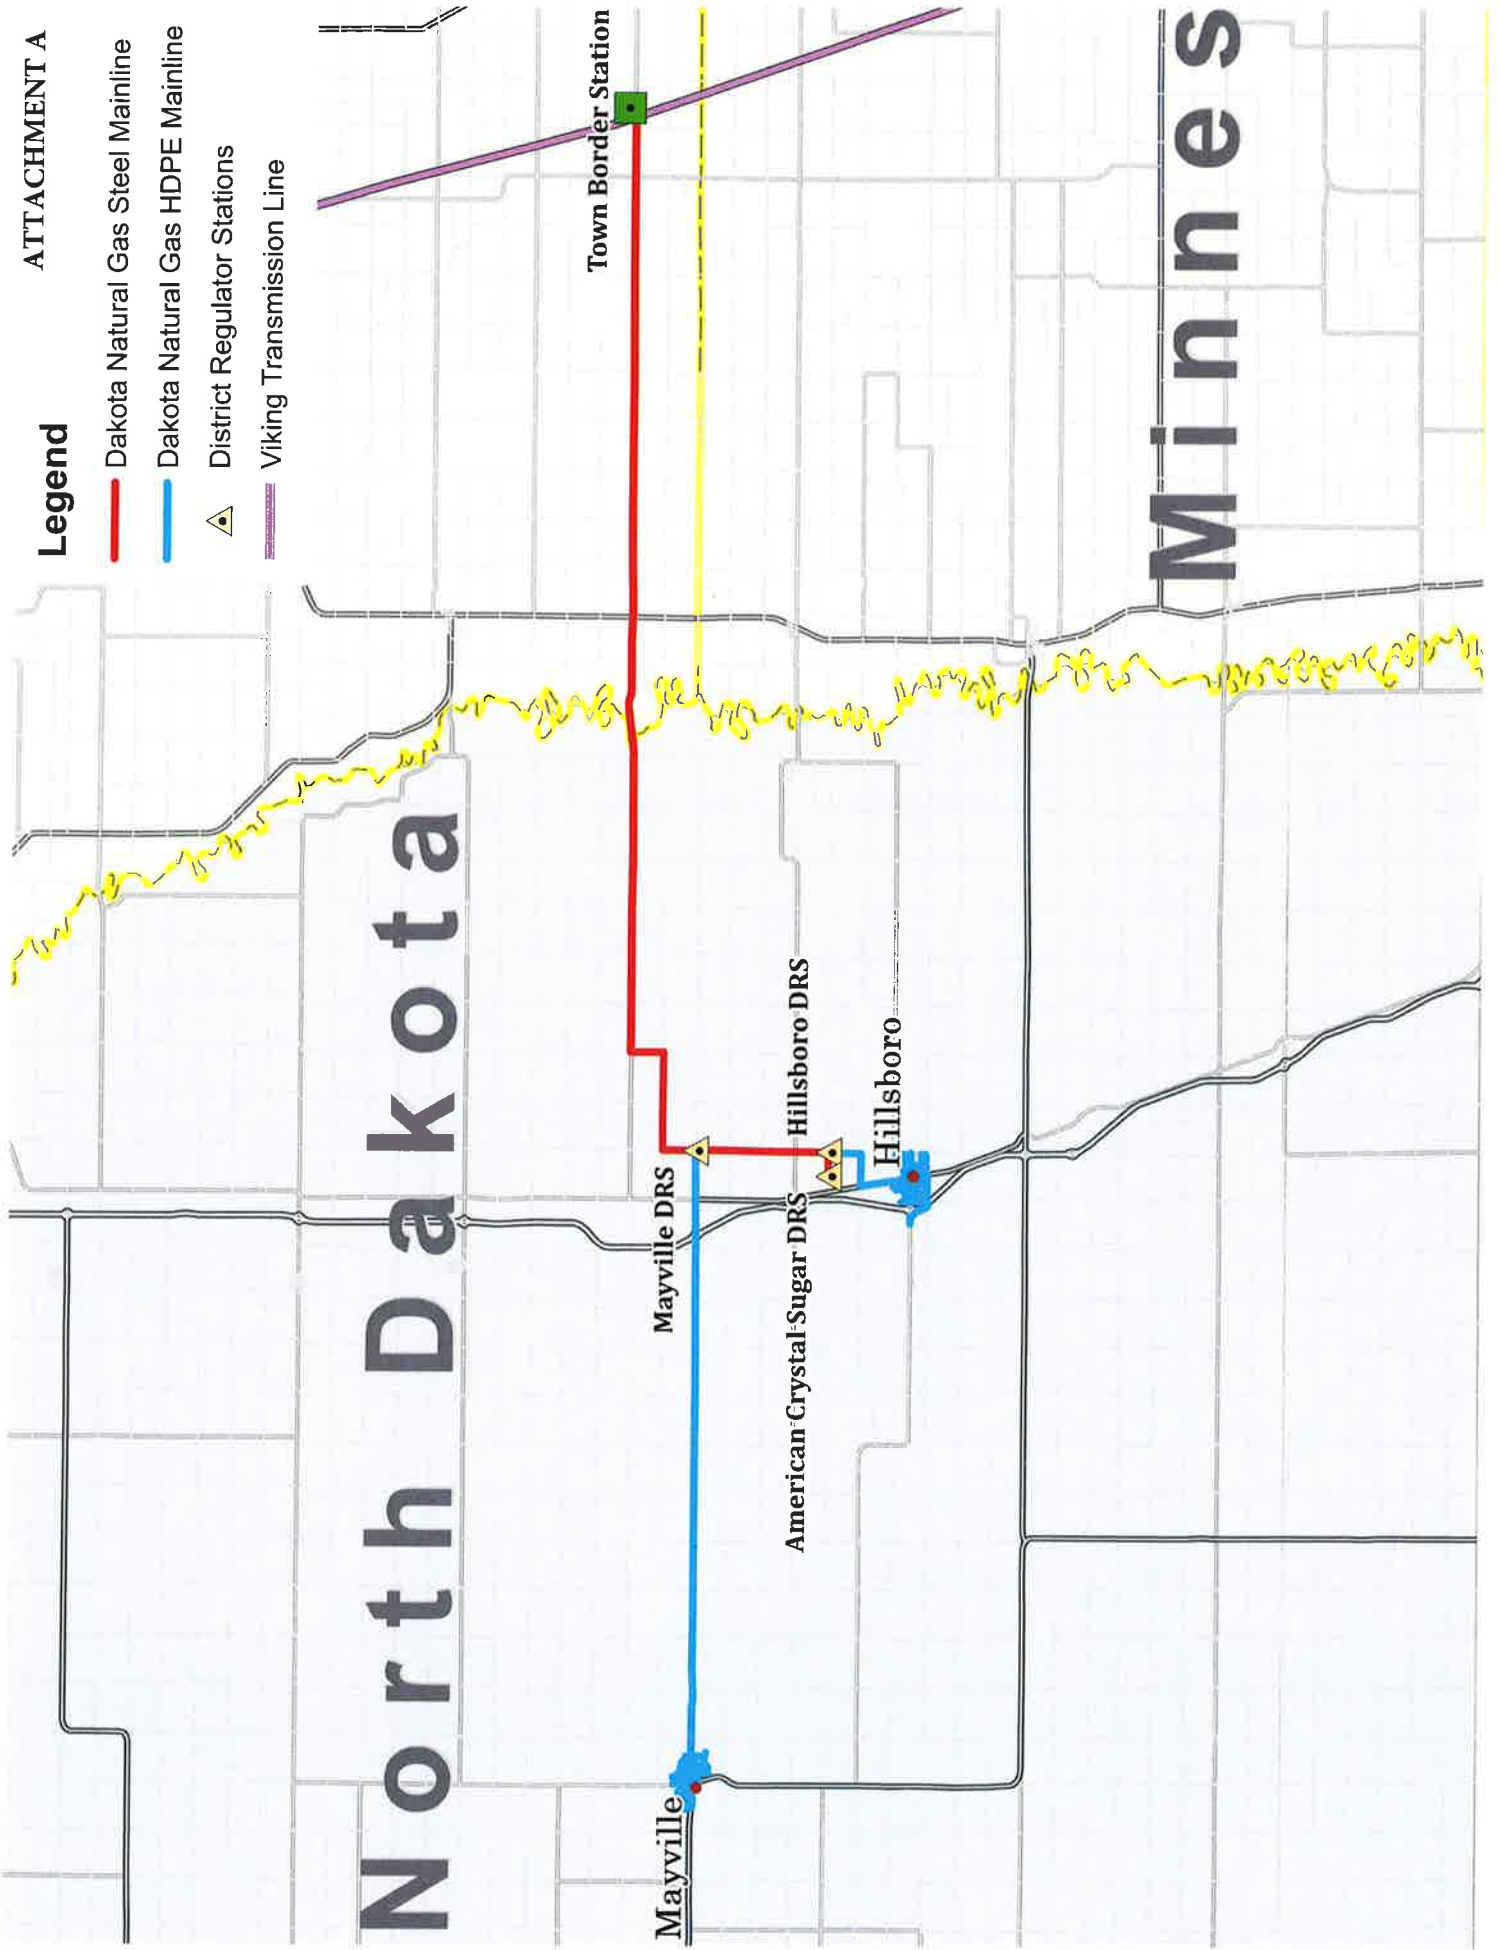 ATTACHMENT A
Legend
Dakota Natural Gas Steel Mainline
Dakota Natural Gas HDPE Mainline
District Regulator Stations
Viking Transmission Line
North Dakota
Town Border Station
Mayville
Mayville DRS
American Crystal Sugar DRS
Hillsboro DRS
Hillsboro
Minnes